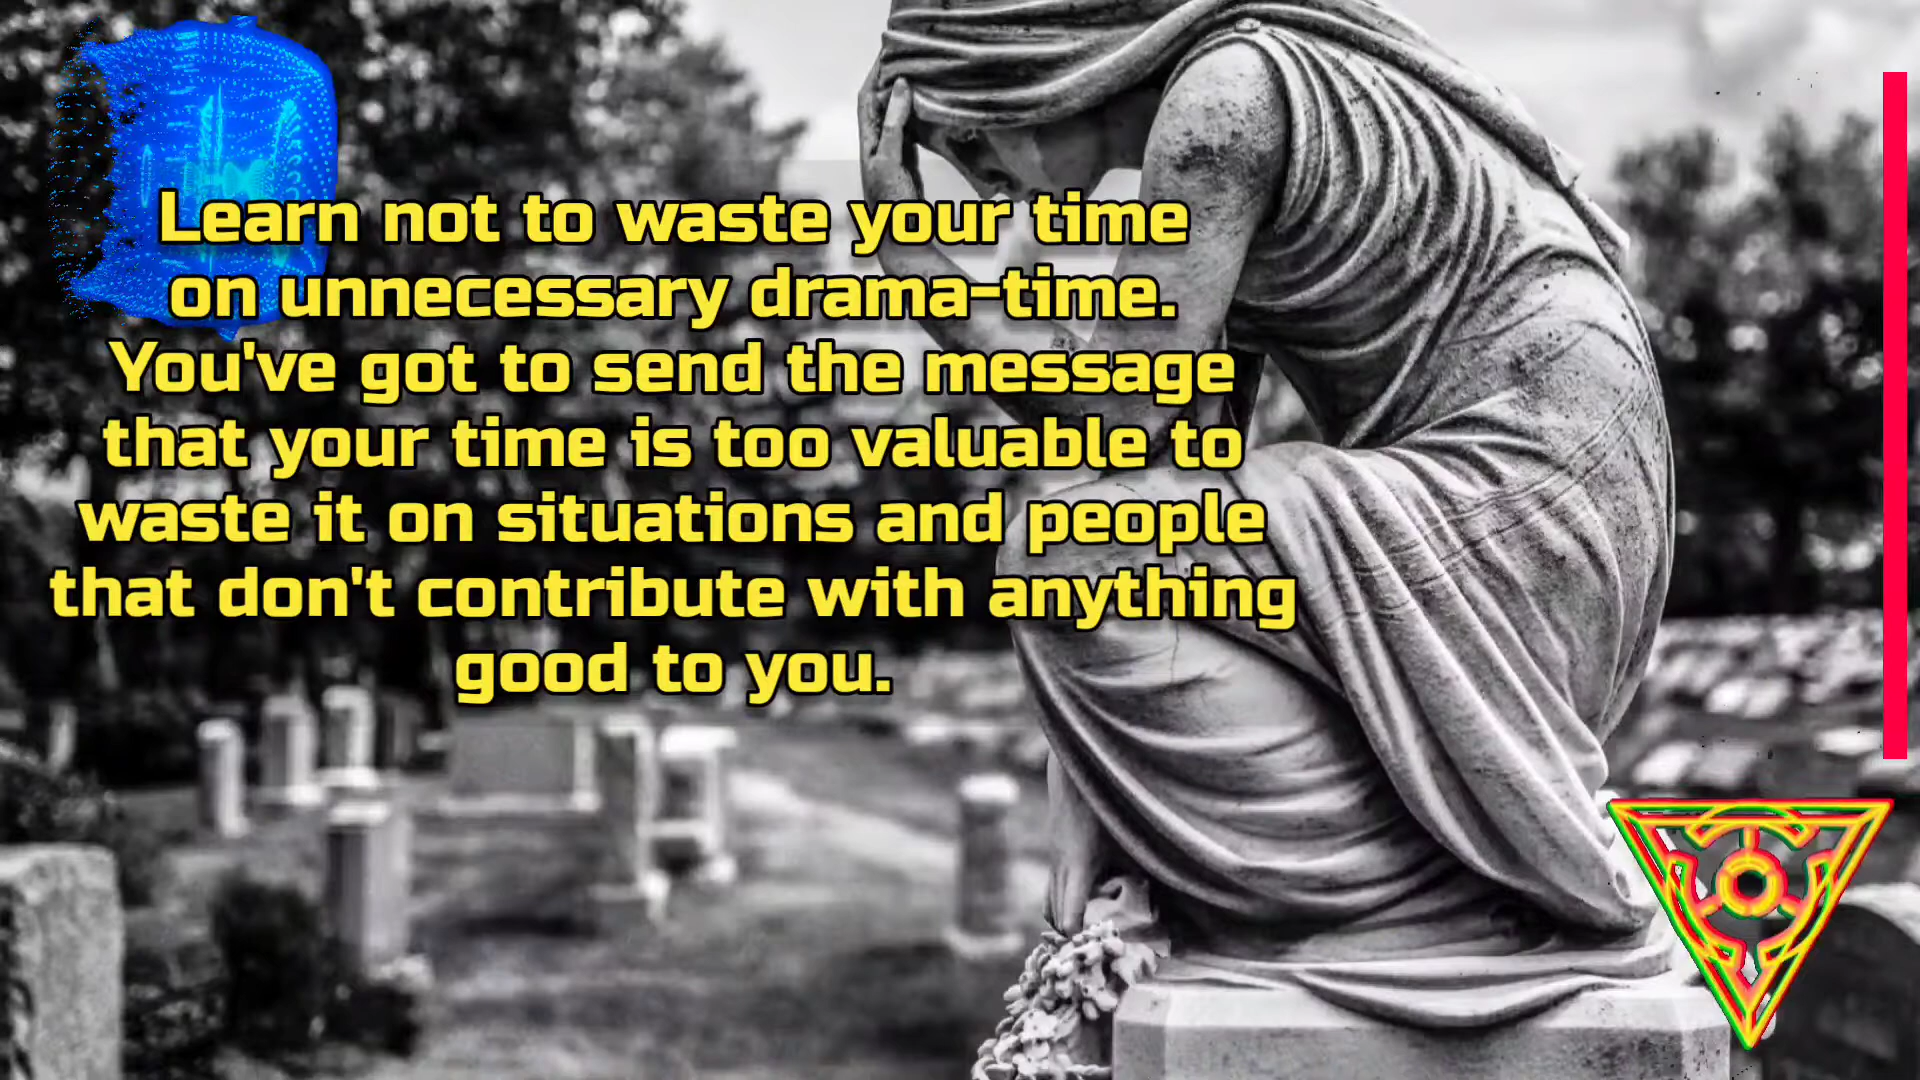 Learn not to waste your time
on unnecessary drama-time.
You've got to send the message
that your time is too valuable to
waste it on situations and people
that don't contribute with anything
good to you.